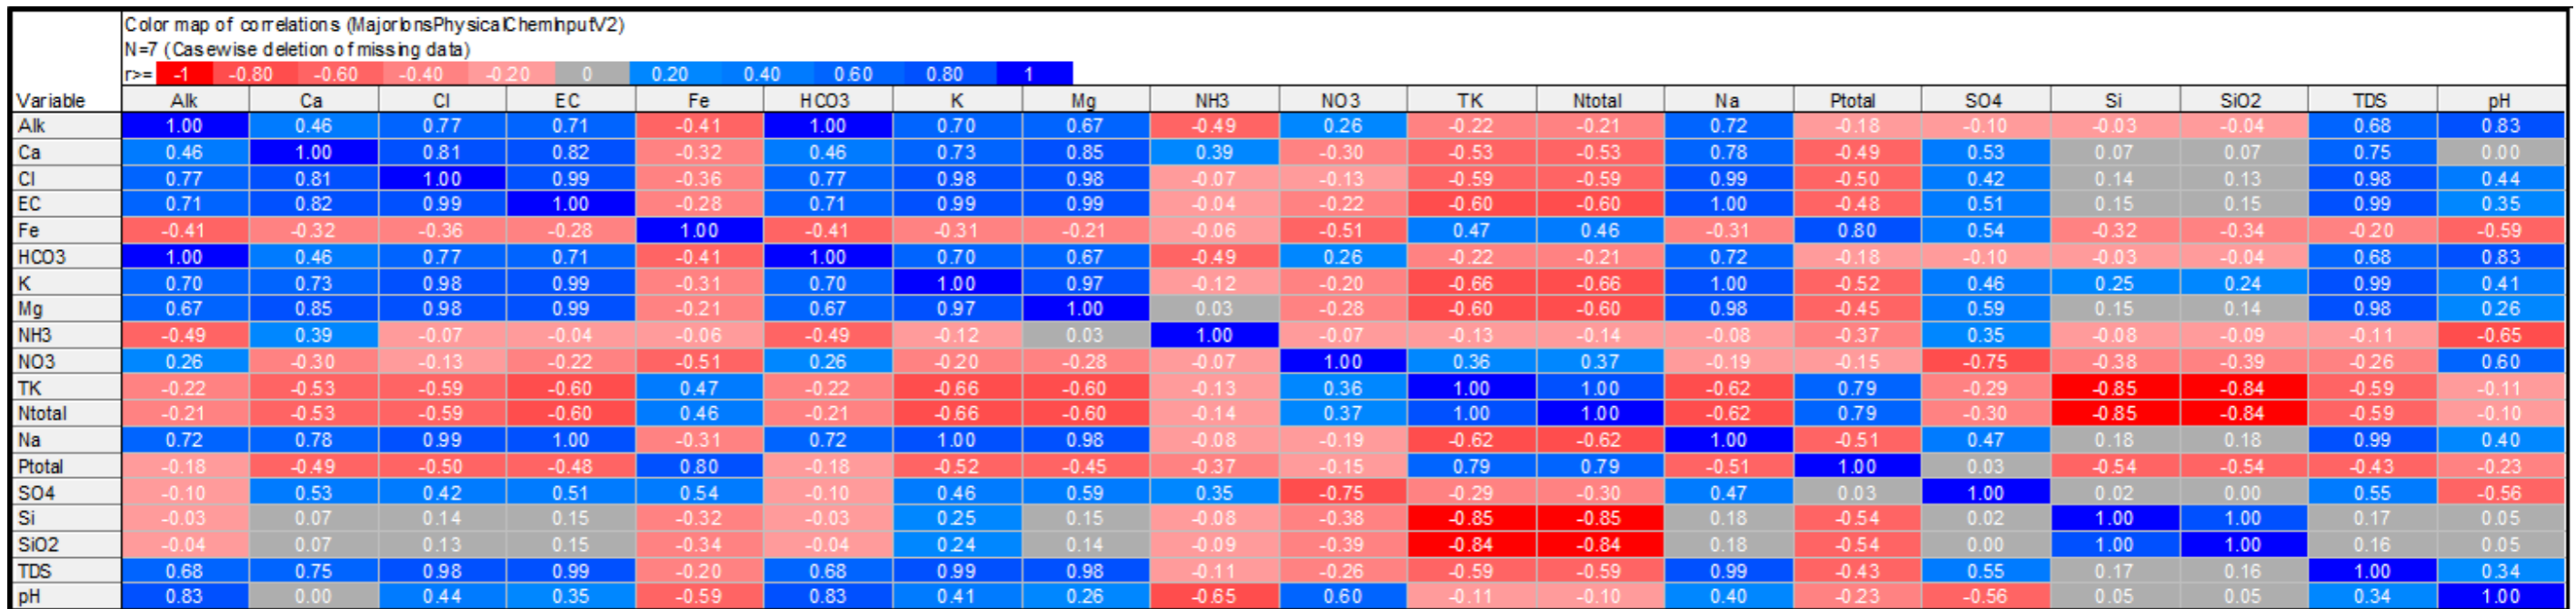 Color map of correlations (MajorIonsPhysicalChemInputV2)
N=7 (Casewise deletion of missing data)
r>= -1 -0.80 -0.60 -0.40 -0.20 0 0.20 0.40 0.60 0.80 1
Variable Alk Ca Cl EC Fe HCO3 K Mg NH3 NO3 TK Ntotal Na Ptotal SO4 Si SiO2 TDS pH
Alk 1.00 0.46 0.77 0.71 -0.41 1.00 0.70 0.67 -0.49 0.26 -0.22 -0.21 0.72 -0.18 -0.10 -0.03 -0.04 0.68 0.83
Ca 0.46 1.00 0.81 0.82 -0.32 0.46 0.73 0.85 0.39 -0.30 -0.53 -0.53 0.78 -0.49 0.53 0.07 0.07 0.75 0.00
Cl 0.77 0.81 1.00 0.99 -0.36 0.77 0.98 0.98 -0.07 -0.13 -0.59 -0.59 0.99 -0.50 0.42 0.14 0.13 0.98 0.44
EC 0.71 0.82 0.99 1.00 -0.28 0.71 0.99 0.99 -0.04 -0.22 -0.60 -0.60 1.00 -0.48 0.51 0.15 0.15 0.99 0.35
Fe -0.41 -0.32 -0.36 -0.28 1.00 -0.41 -0.31 -0.21 -0.06 -0.51 0.47 0.46 -0.31 0.80 0.54 -0.32 -0.34 -0.20 -0.59
HCO3 1.00 0.46 0.77 0.71 -0.41 1.00 0.70 0.67 -0.49 0.26 -0.22 -0.21 0.72 -0.18 -0.10 -0.03 -0.04 0.68 0.83
K 0.70 0.73 0.98 0.99 -0.31 0.70 1.00 0.97 -0.12 -0.20 -0.66 -0.66 1.00 -0.52 0.46 0.25 0.24 0.99 0.41
Mg 0.67 0.85 0.98 0.99 -0.21 0.67 0.97 1.00 0.03 -0.28 -0.60 -0.60 0.98 -0.45 0.59 0.15 0.14 0.98 0.26
NH3 -0.49 0.39 -0.07 -0.04 -0.06 -0.49 -0.12 0.03 1.00 -0.07 -0.13 -0.14 -0.08 -0.37 0.35 -0.08 -0.09 -0.11 -0.65
NO3 0.26 -0.30 -0.13 -0.22 -0.51 0.26 -0.20 -0.28 -0.07 1.00 0.36 0.37 -0.19 -0.15 -0.75 -0.38 -0.39 -0.26 0.60
TK -0.22 -0.53 -0.59 -0.60 0.47 -0.22 -0.66 -0.60 -0.13 0.36 1.00 1.00 -0.62 0.79 -0.29 -0.85 -0.84 -0.59 -0.11
Ntotal -0.21 -0.53 -0.59 -0.60 0.46 -0.21 -0.66 -0.60 -0.14 0.37 1.00 1.00 -0.62 0.79 -0.30 -0.85 -0.84 -0.59 -0.10
Na 0.72 0.78 0.99 1.00 -0.31 0.72 1.00 0.98 -0.08 -0.19 -0.62 -0.62 1.00 -0.51 0.47 0.18 0.18 0.99 0.40
Ptotal -0.18 -0.49 -0.50 -0.48 0.80 -0.18 -0.52 -0.45 -0.37 -0.15 0.79 0.79 -0.51 1.00 0.03 -0.54 -0.54 -0.43 -0.23
SO4 -0.10 0.53 0.42 0.51 0.54 -0.10 0.46 0.59 0.35 -0.75 -0.29 -0.30 0.47 0.03 1.00 0.02 0.00 0.55 -0.56
Si -0.03 0.07 0.14 0.15 -0.32 -0.03 0.25 0.15 -0.08 -0.38 -0.85 -0.85 0.18 -0.54 0.02 1.00 1.00 0.17 0.05
SiO2 -0.04 0.07 0.13 0.15 -0.34 -0.04 0.24 0.14 -0.09 -0.39 -0.84 -0.84 0.18 -0.54 0.00 1.00 1.00 0.16 0.05
TDS 0.68 0.75 0.98 0.99 -0.20 0.68 0.99 0.98 -0.11 -0.26 -0.59 -0.59 0.99 -0.43 0.55 0.17 0.16 1.00 0.34
pH 0.83 0.00 0.44 0.35 -0.59 0.83 0.41 0.26 -0.65 0.60 -0.11 -0.10 0.40 -0.23 -0.56 0.05 0.05 0.34 1.00